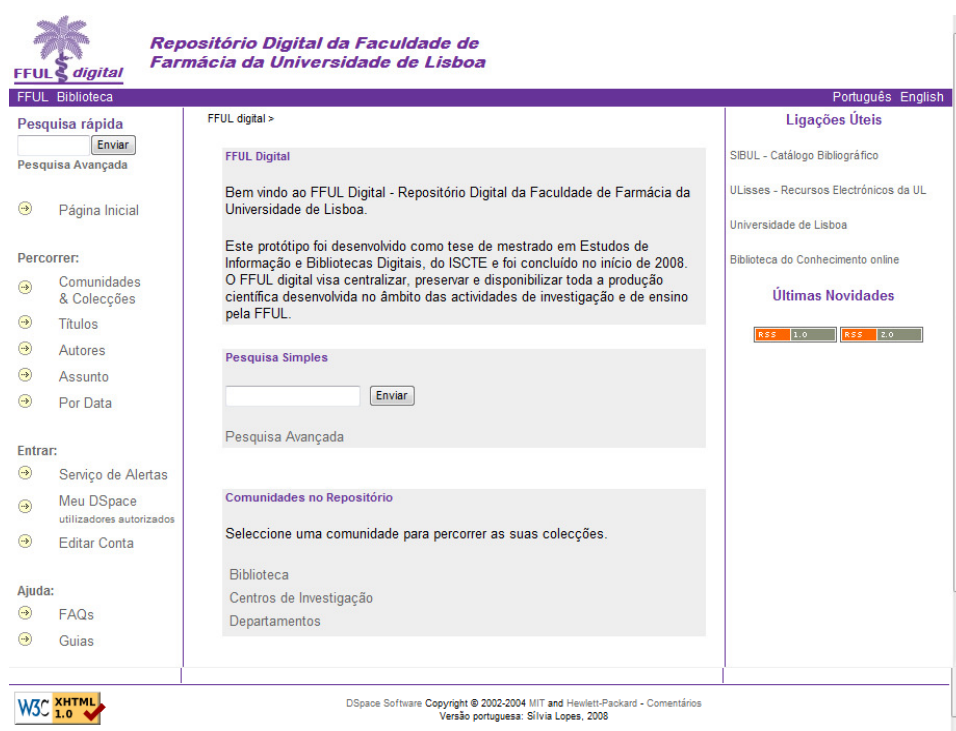 Repositório Digital da Faculdade de
Farmácia da Universidade de Lisboa
FFUL digital
FFUL Biblioteca
Português English
Pesquisa rápida
Enviar
Pesquisa Avançada
Página Inicial
Percorrer:
Comunidades
& Colecções
Títulos
Autores
Assunto
Por Data
Entrar:
Serviço de Alertas
Meu DSpace
utilizadores autorizados
Editar Conta
Ajuda:
FAQs
Guias
FFUL digital >
FFUL Digital
Bem vindo ao FFUL Digital - Repositório Digital da Faculdade de Farmácia da
Universidade de Lisboa.
Este protótipo foi desenvolvido como tese de mestrado em Estudos de
Informação e Bibliotecas Digitais, do ISCTE e foi concluído no início de 2008.
O FFUL digital visa centralizar, preservar e disponibilizar toda a produção
científica desenvolvida no âmbito das actividades de investigação e de ensino
pela FFUL.
Pesquisa Simples
Enviar
Pesquisa Avançada
Comunidades no Repositório
Seleccione uma comunidade para percorrer as suas colecções.
Biblioteca
Centros de Investigação
Departamentos
Ligações Úteis
SIBUL - Catálogo Bibliográfico
ULisses - Recursos Electrónicos da UL
Universidade de Lisboa
Biblioteca do Conhecimento online
Últimas Novidades
RSS 1.0 RSS 2.0
W3C XHTML 1.0
DSpace Software Copyright © 2002-2004 MIT and Hewlett-Packard - Comentários
Versão portuguesa: Sílvia Lopes, 2008